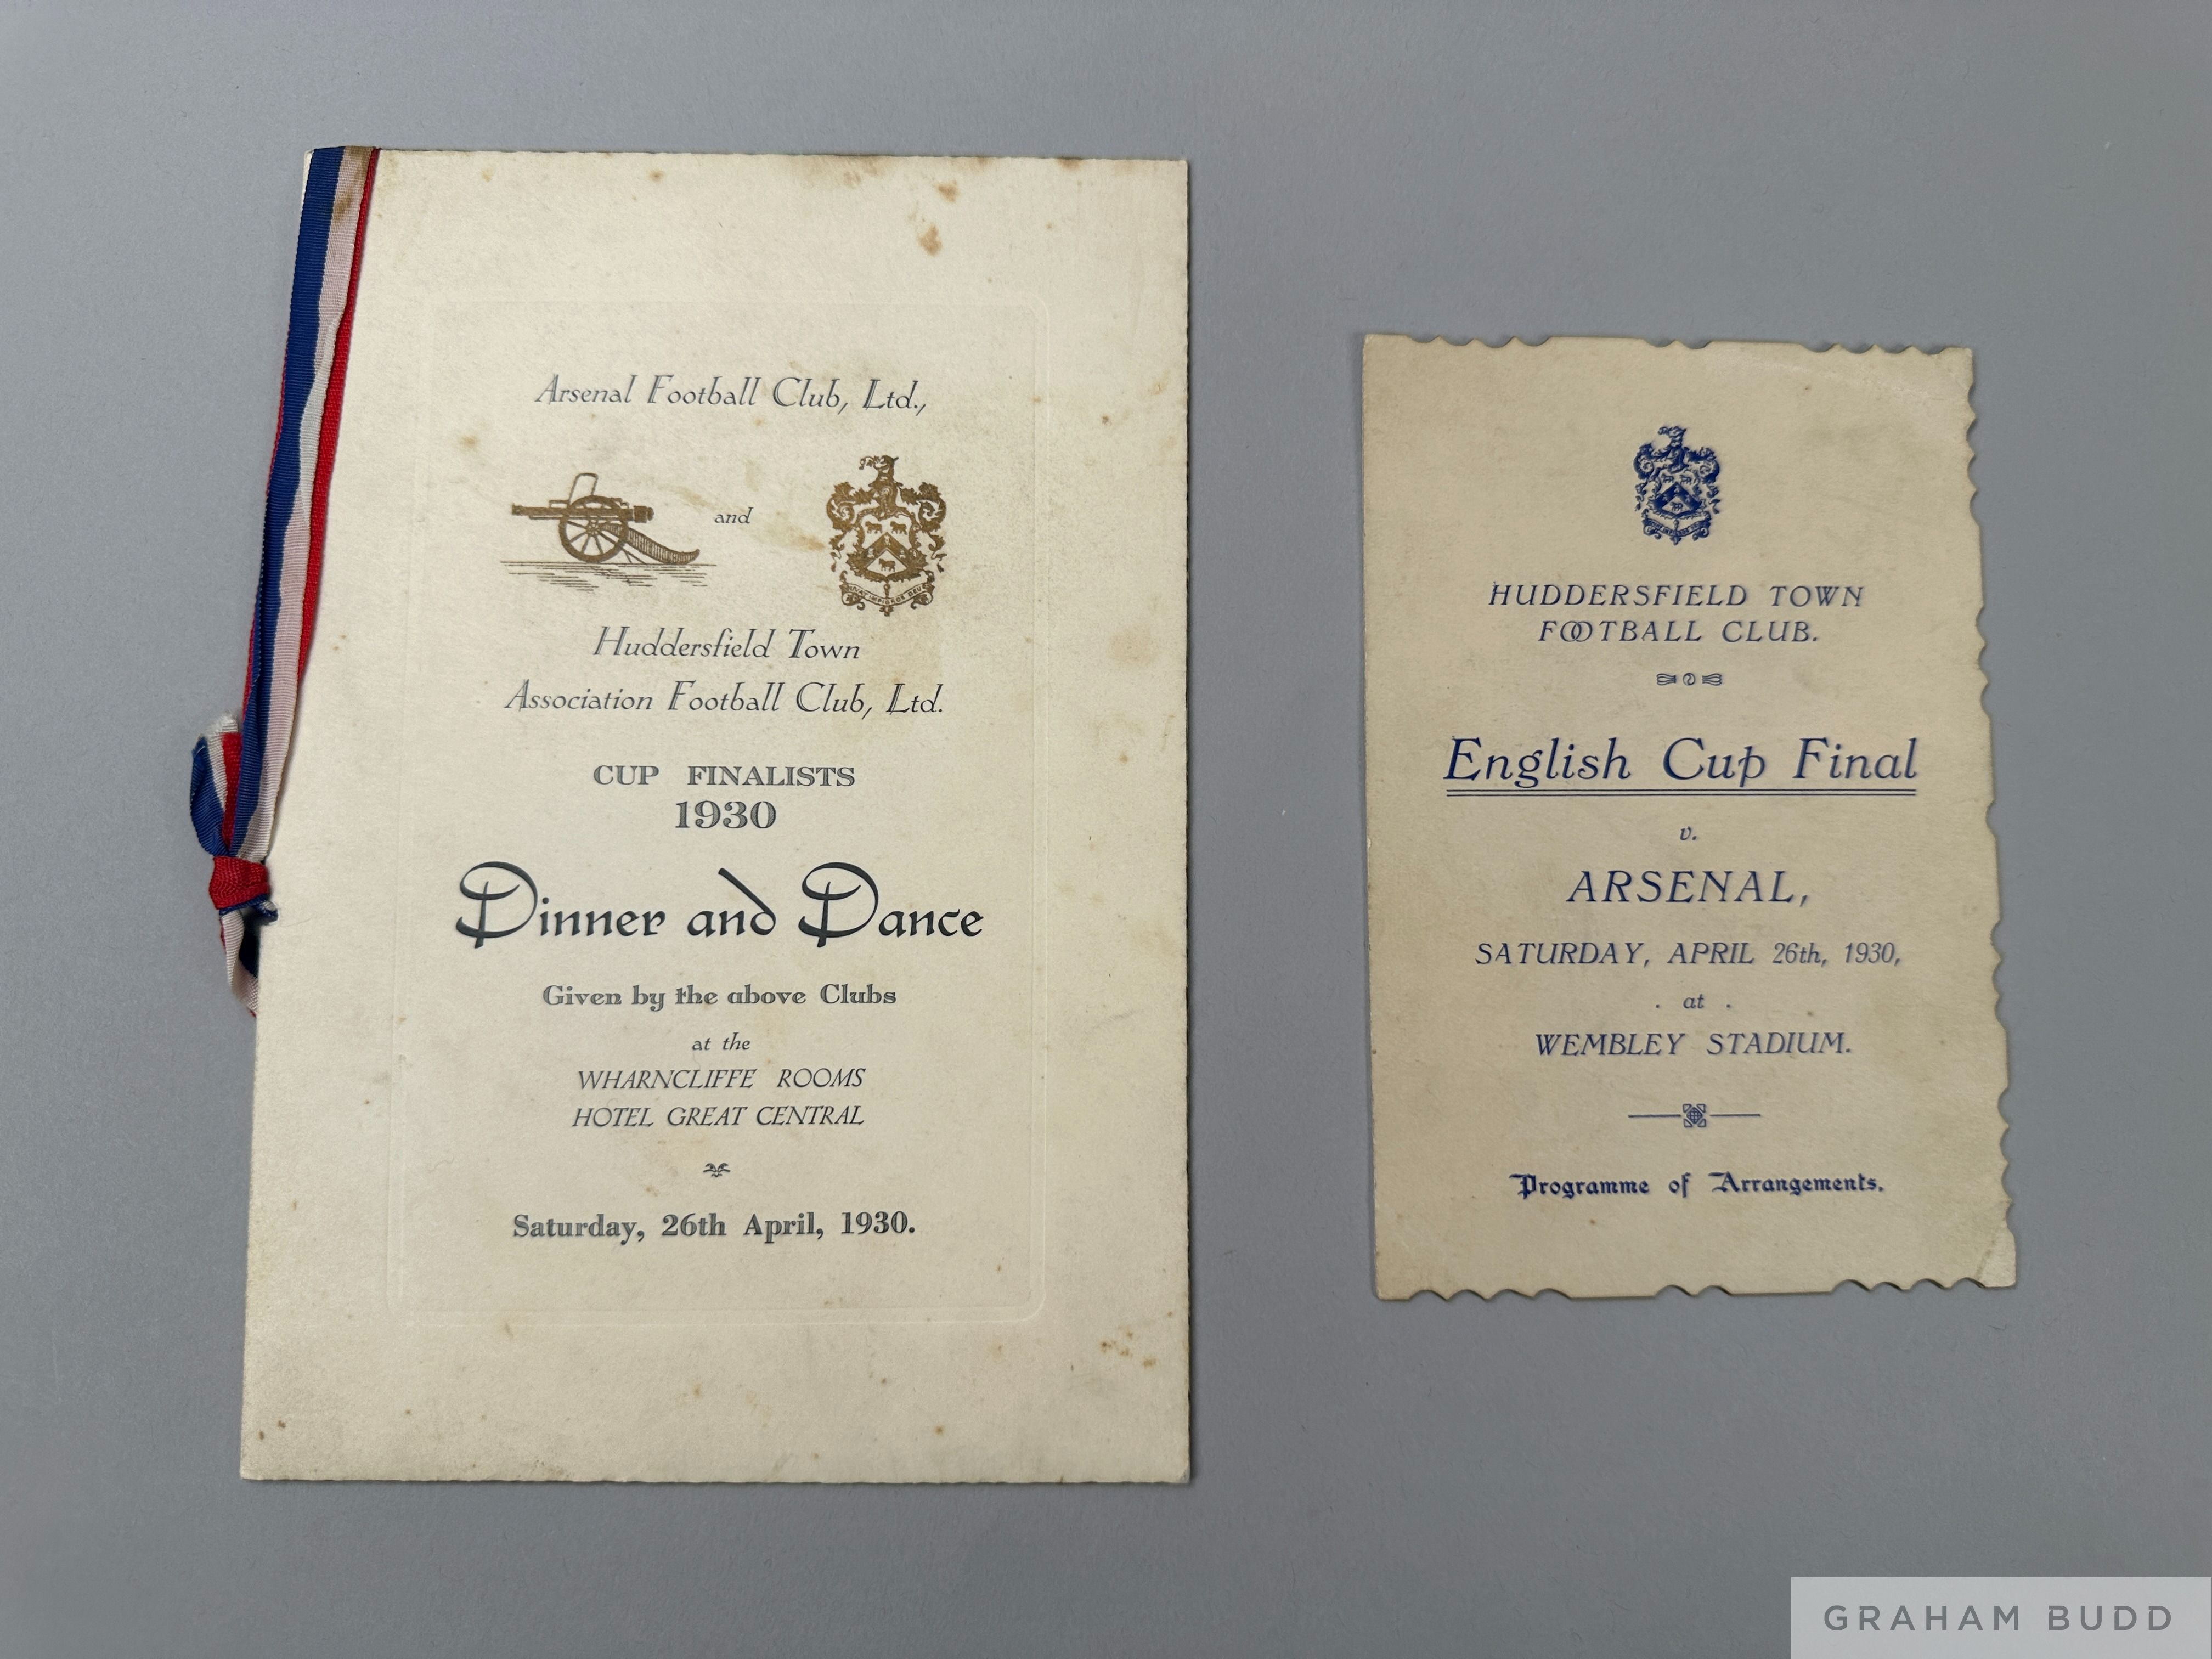 Arsenal Football Club, Ltd.,
and
Huddersfield Town
Association Football Club, Ltd.
CUP FINALISTS
1930
Dinner and Dance
Given by the above Clubs
at the
WHARNCLIFFE ROOMS
HOTEL GREAT CENTRAL
Saturday, 26th April, 1930.
HUDDERSFIELD TOWN
FOOTBALL CLUB.
English Cup Final
v.
ARSENAL,
SATURDAY, APRIL 26th, 1930,
. at .
WEMBLEY STADIUM.
Programme of Arrangements.
GRAHAM BUDD